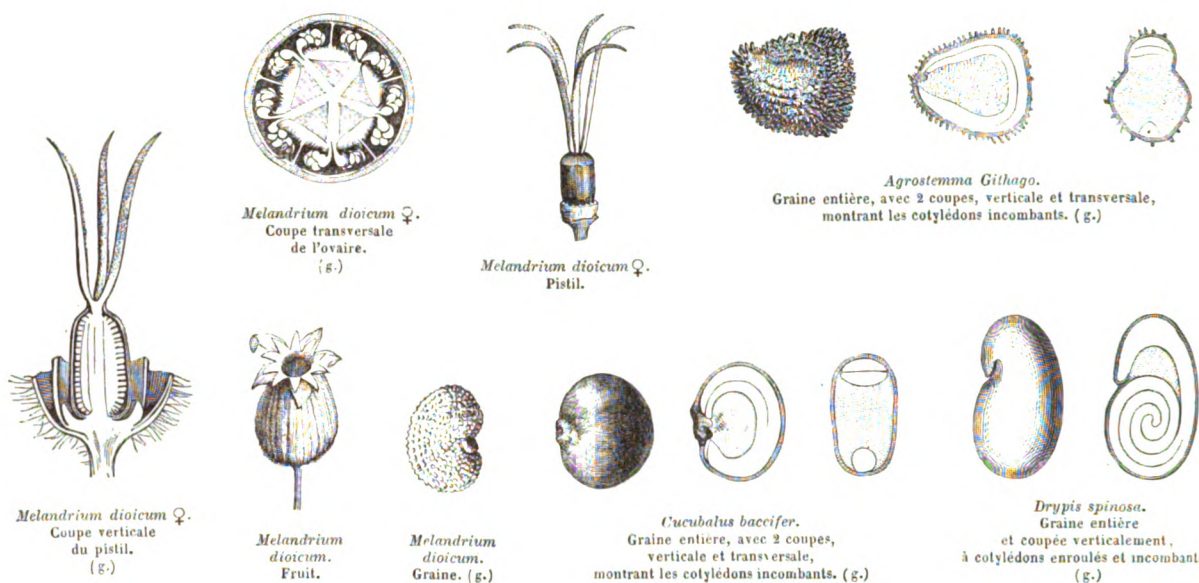 Melandrium dioicum ♀.
Coupe transversale
de l'ovaire.
(g.)
Melandrium dioicum ♀.
Pistil.
Agrostemma Githago.
Graine entière, avec 2 coupes, verticale et transversale,
montrant les cotylédons incombants. (g.)
Melandrium dioicum ♀.
Coupe verticale
du pistil.
(g.)
Melandrium
dioicum.
Fruit.
Melandrium
dioicum.
Graine. (g.)
Cucubalus baccifer.
Graine entière, avec 2 coupes,
verticale et transversale,
montrant les cotylédons incombants. (g.)
Drypis spinosa.
Graine entière
et coupée verticalement,
à cotylédons enroulés et incombant
(g.)